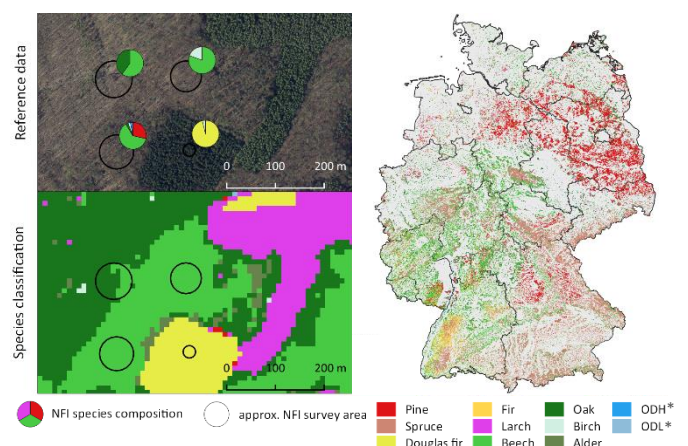 Reference data
0 100 200 m
Species classification
0 100 200 m
NFI species composition
approx. NFI survey area
Pine Fir Oak ODH*
Spruce Larch Birch ODL*
Douglas fir Beech Alder